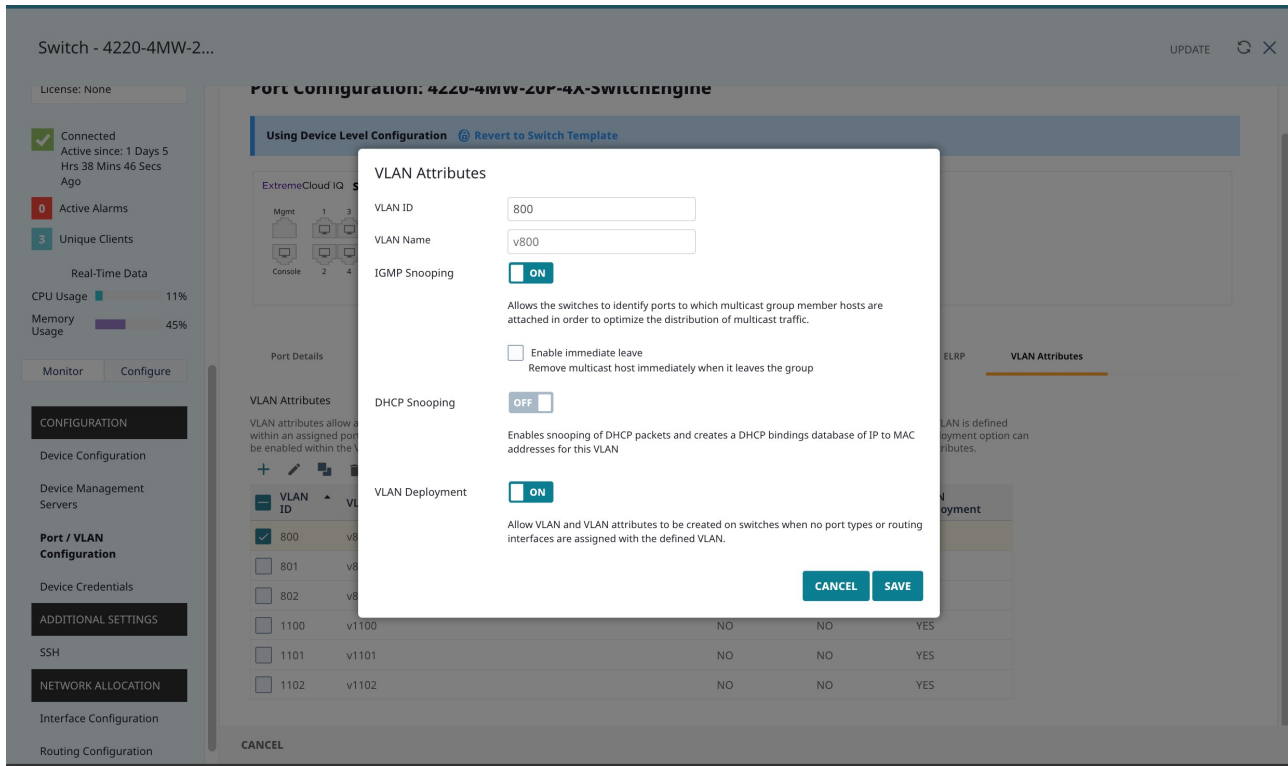 Switch - 4220-4MW-2...
UPDATE
License: None
Connected
Active since: 1 Days 5
Hrs 38 Mins 46 Secs
Ago
0 Active Alarms
3 Unique Clients
Real-Time Data
CPU Usage 11%
Memory
Usage 45%
Monitor Configure
CONFIGURATION
Device Configuration
Device Management
Servers
Port / VLAN
Configuration
Device Credentials
ADDITIONAL SETTINGS
SSH
NETWORK ALLOCATION
Interface Configuration
Routing Configuration
Port Configuration: 4220-4MW-20P-4X-SwitchEngine
Using Device Level Configuration Revert to Switch Template
ExtremeCloud IQ
Mgmt 1 3
Console 2 4
Port Details ELRP VLAN Attributes
VLAN Attributes
VLAN attributes allow
within an assigned
be enabled within the
LAN is defined
option can
VLAN
ID
800
801
802
1100 v1100 NO NO YES
1101 v1101 NO NO YES
1102 v1102 NO NO YES
CANCEL
VLAN Attributes
VLAN ID 800
VLAN Name v800
IGMP Snooping ON
Allows the switches to identify ports to which multicast group member hosts are
attached in order to optimize the distribution of multicast traffic.
Enable immediate leave
Remove multicast host immediately when it leaves the group
DHCP Snooping OFF
Enables snooping of DHCP packets and creates a DHCP bindings database of IP to MAC
addresses for this VLAN
VLAN Deployment ON
Allow VLAN and VLAN attributes to be created on switches when no port types or routing
interfaces are assigned with the defined VLAN.
CANCEL SAVE